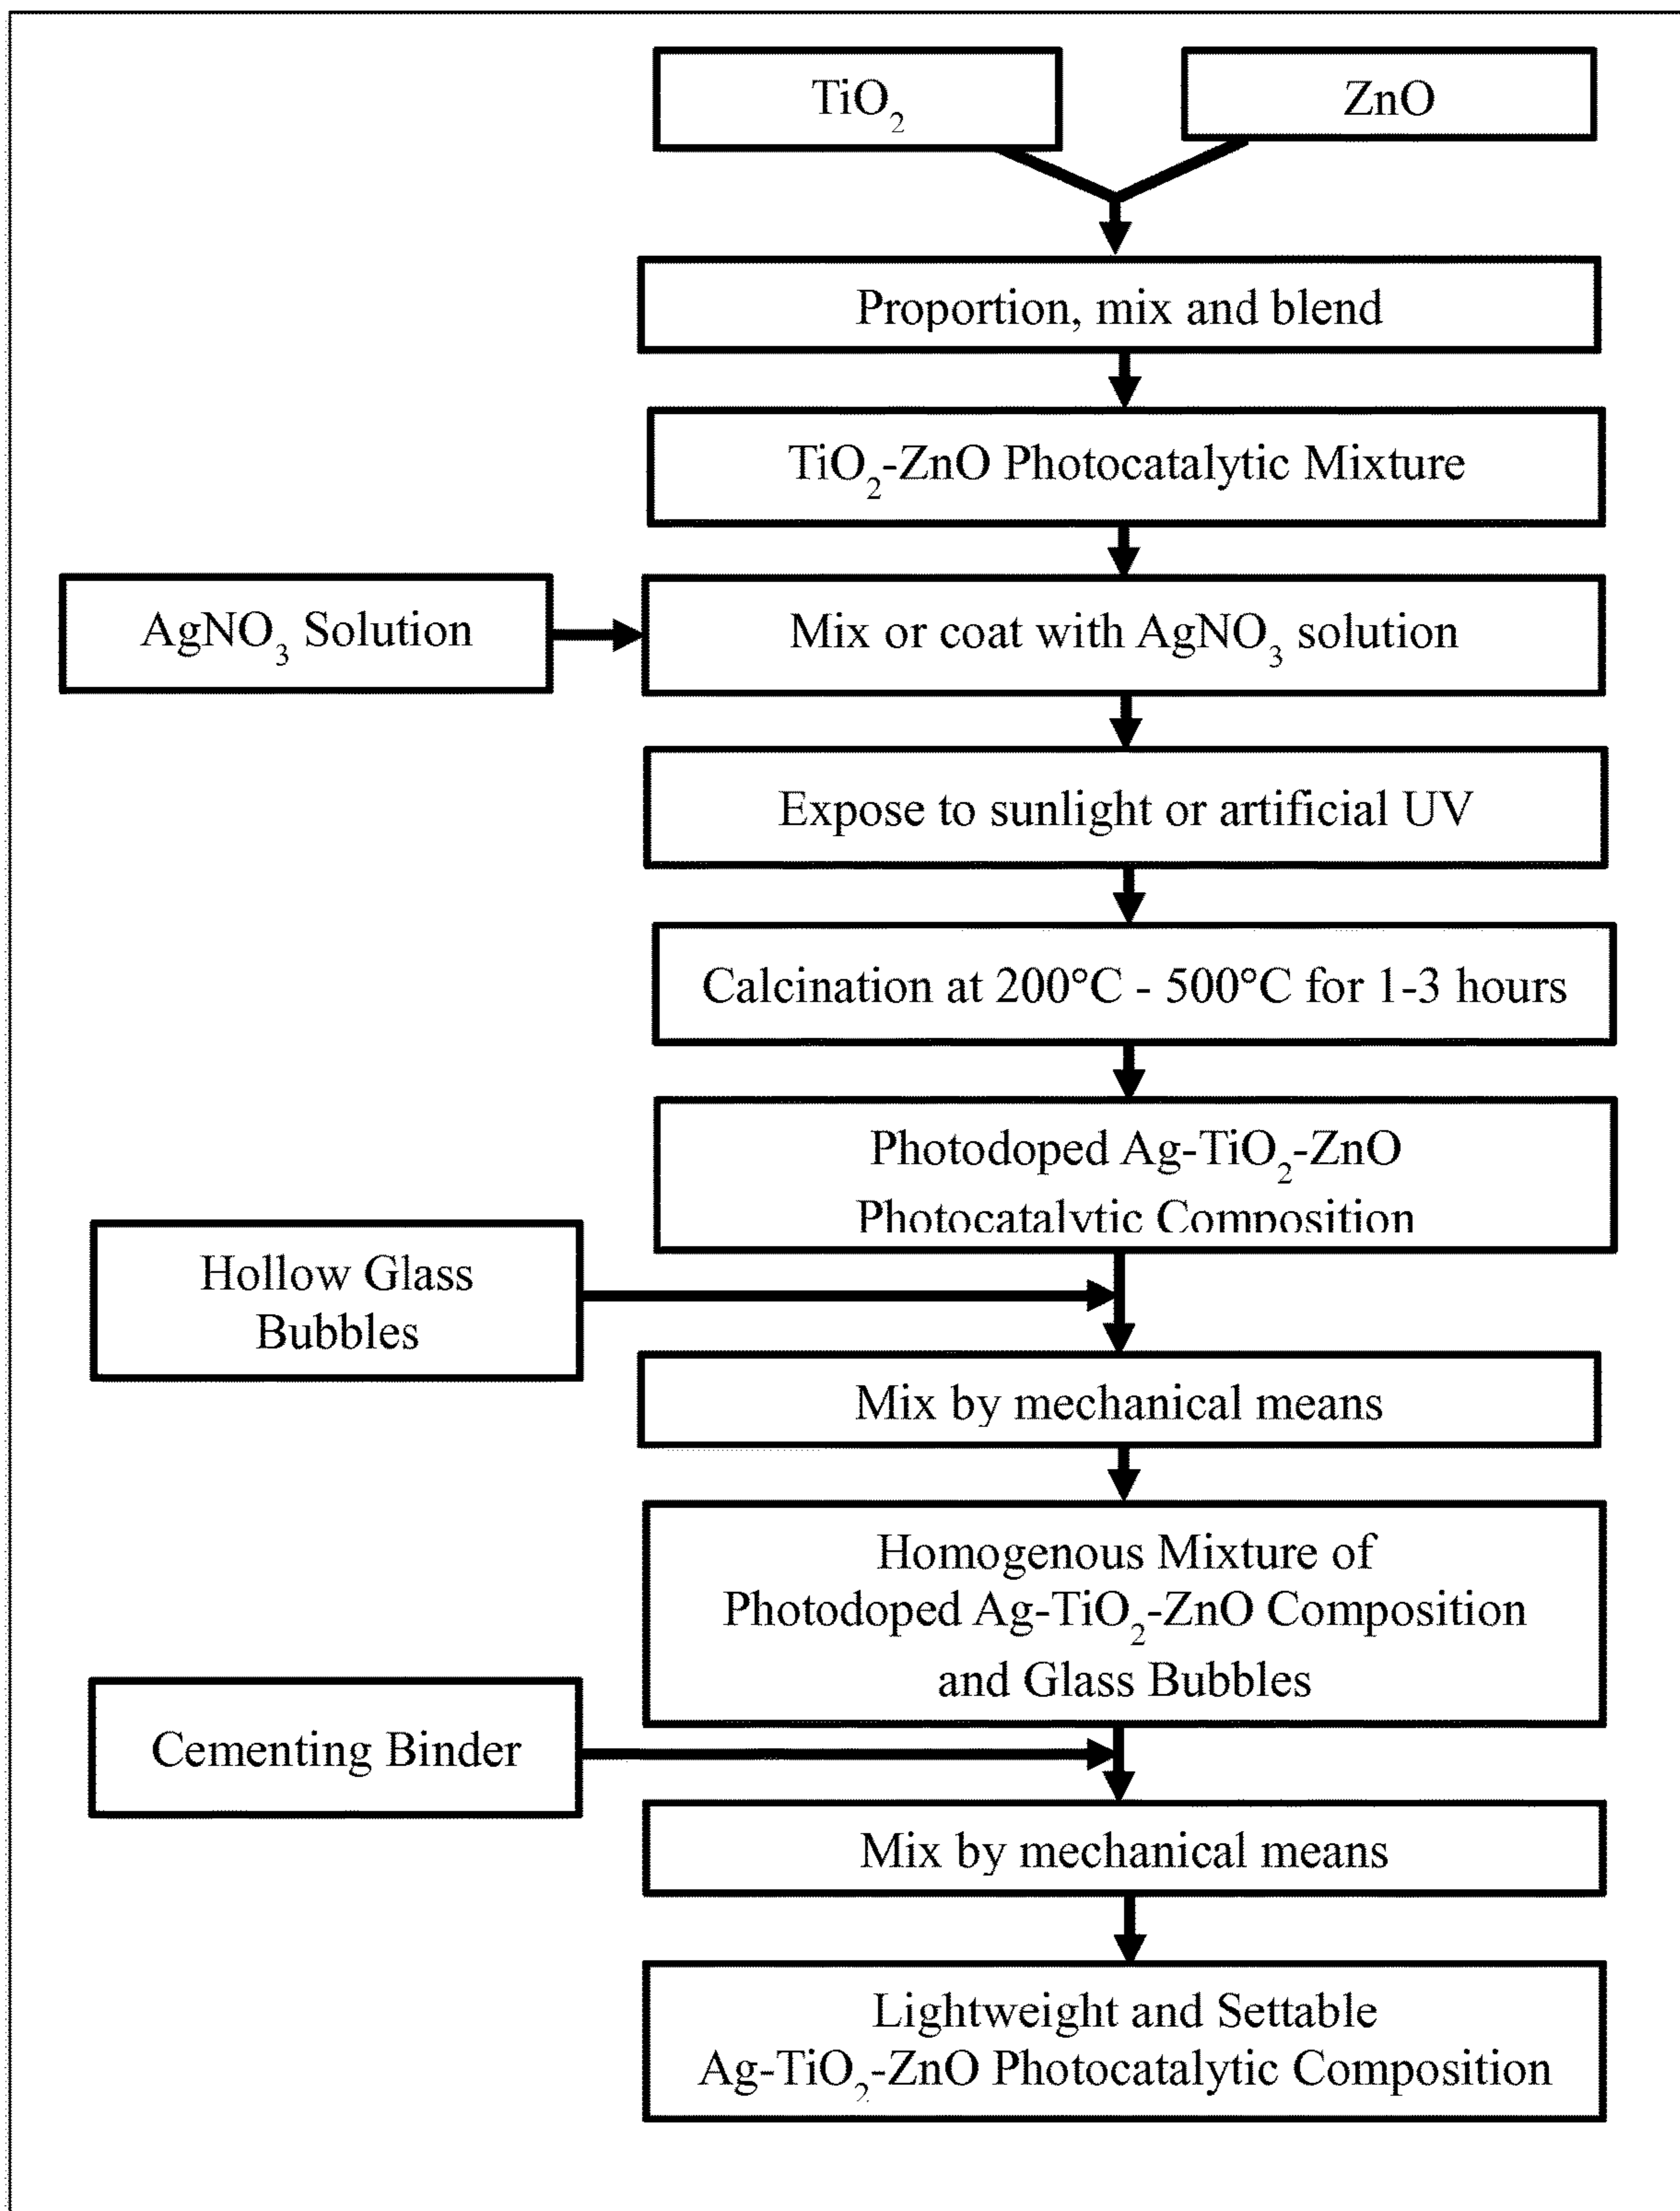 TiO₂
ZnO
Proportion, mix and blend
TiO₂-ZnO Photocatalytic Mixture
AgNO₃ Solution
Mix or coat with AgNO₃ solution
Expose to sunlight or artificial UV
Calcination at 200°C - 500°C for 1-3 hours
Photodoped Ag-TiO₂-ZnO
Photocatalytic Composition
Hollow Glass
Bubbles
Mix by mechanical means
Homogenous Mixture of
Photodoped Ag-TiO₂-ZnO Composition
and Glass Bubbles
Cementing Binder
Mix by mechanical means
Lightweight and Settable
Ag-TiO₂-ZnO Photocatalytic Composition